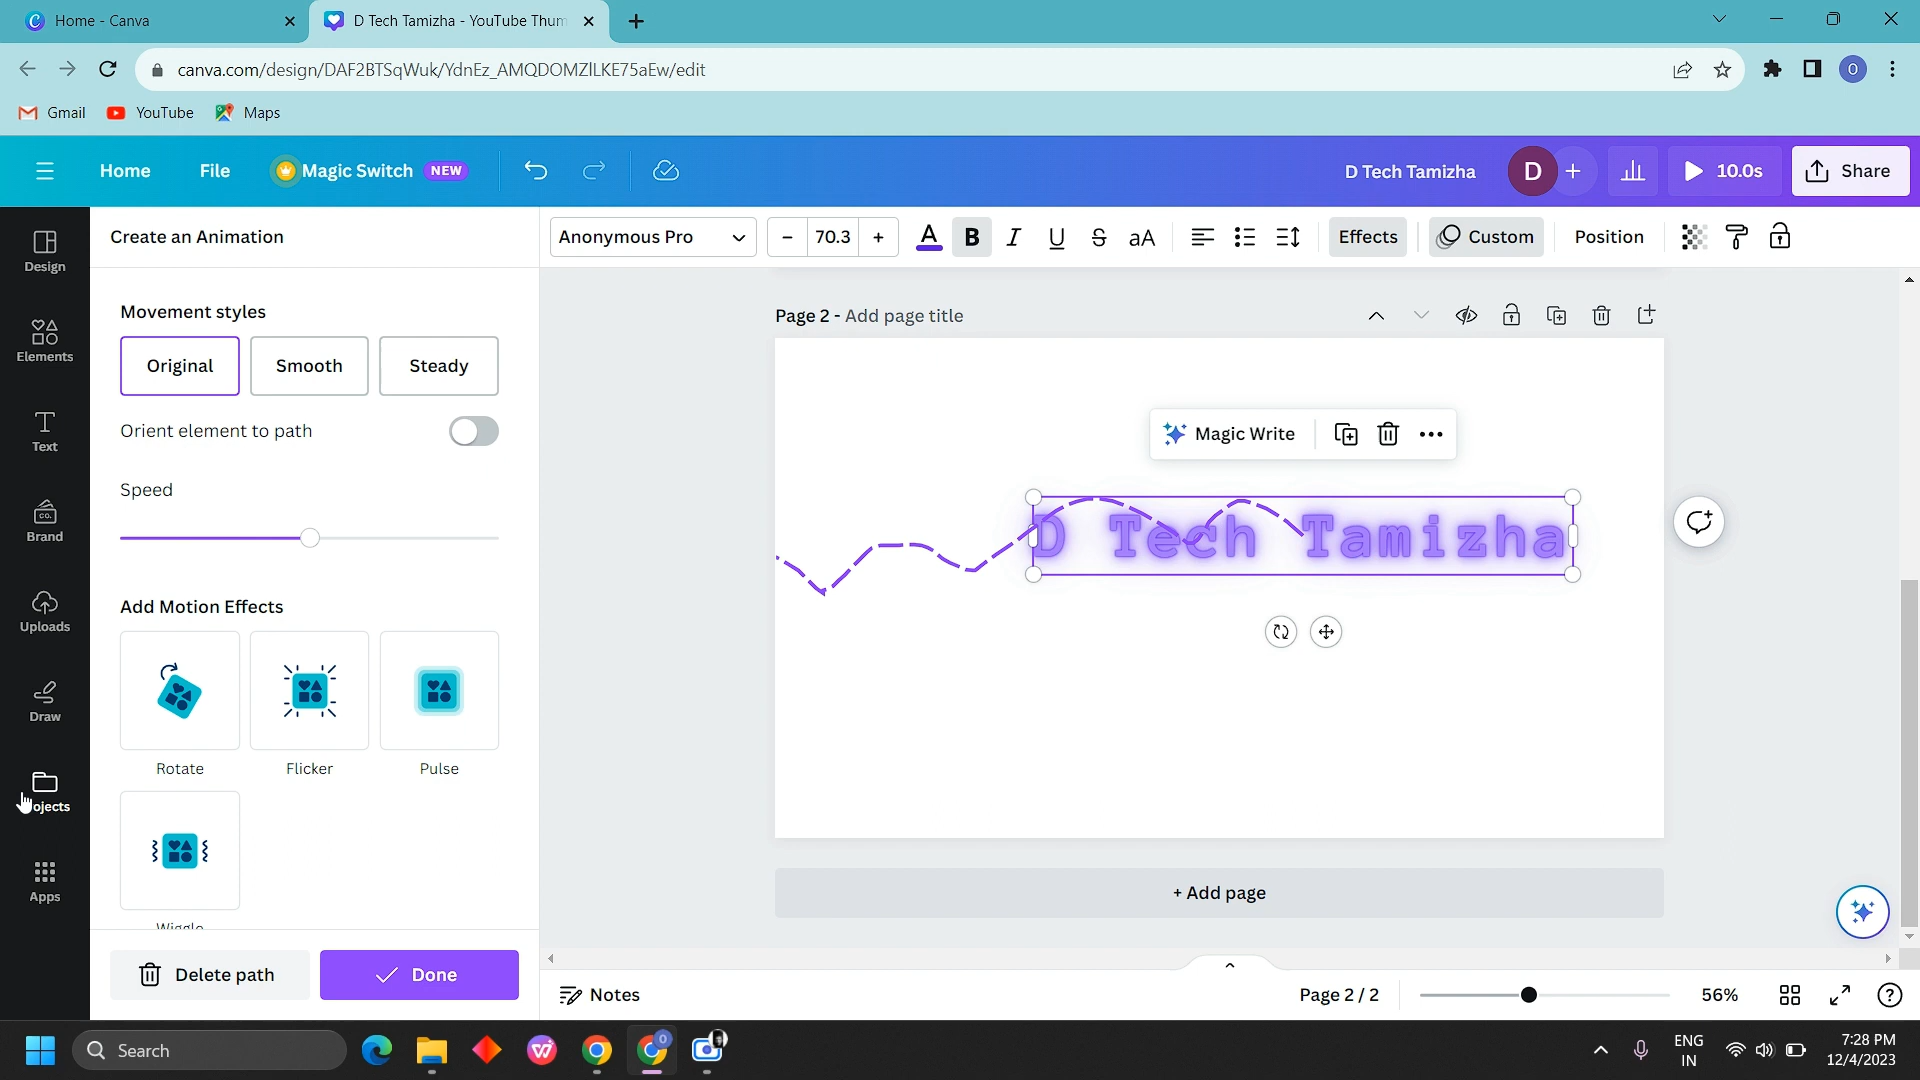 Home - Canva
D Tech Tamizha - YouTube Thum
canva.com/design/DAF2BTSqWuk/YdnEz_AMQDOMZlLKE75aEw/edit
Gmail
YouTube
Maps
Home
File
Magic Switch
NEW
D Tech Tamizha
D
10.0s
Share
Design
Elements
Text
Brand
Uploads
Draw
ojects
Apps
Create an Animation
Movement styles
Original
Smooth
Steady
Orient element to path
Speed
Add Motion Effects
Rotate
Flicker
Pulse
Wiggle
Delete path
Done
Anonymous Pro
70.3
Effects
Custom
Position
Page 2 - Add page title
Magic Write
D Tech Tamizha
+ Add page
Notes
Page 2 / 2
56%
Search
ENG
IN
7:28 PM
12/4/2023